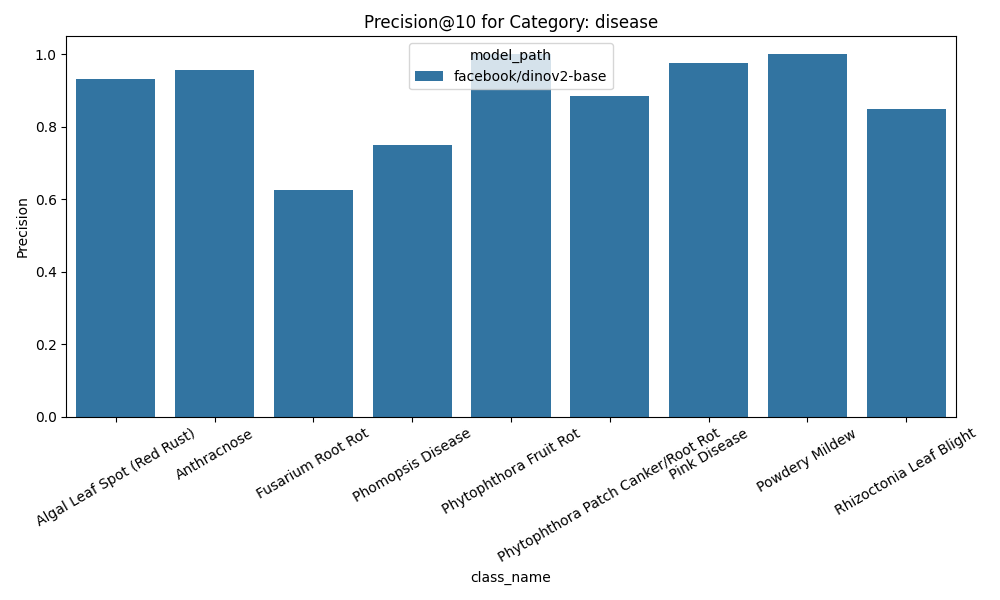 Precision@10 for Category: disease
model_path
facebook/dinov2-base
Precision
1.0
0.8
0.6
0.4
0.2
0.0
Algal Leaf Spot (Red Rust)
Anthracnose
Fusarium Root Rot
Phomopsis Disease
Phytophthora Fruit Rot
Phytophthora Patch Canker/Root Rot
Pink Disease
Powdery Mildew
Rhizoctonia Leaf Blight
class_name